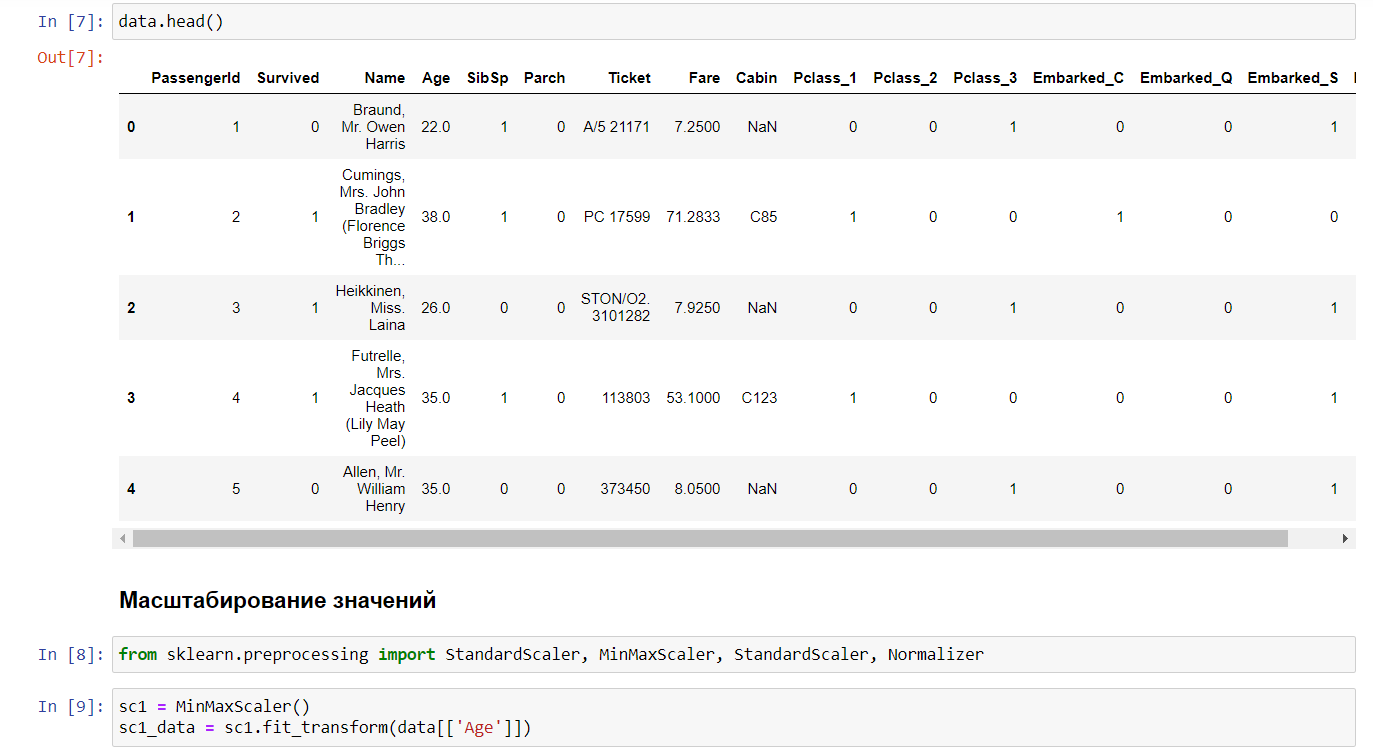 In [7]: data.head()
Out[7]:
PassengerId Survived Name Age SibSp Parch Ticket Fare Cabin Pclass_1 Pclass_2 Pclass_3 Embarked_C Embarked_Q Embarked_S
0 1 0 Braund, Mr. Owen Harris 22.0 1 0 A/5 21171 7.2500 NaN 0 0 1 0 0 1
1 2 1 Cumings, Mrs. John Bradley (Florence Briggs Th... 38.0 1 0 PC 17599 71.2833 C85 1 0 0 1 0 0
2 3 1 Heikkinen, Miss. Laina 26.0 0 0 STON/O2. 3101282 7.9250 NaN 0 0 1 0 0 1
3 4 1 Futrelle, Mrs. Jacques Heath (Lily May Peel) 35.0 1 0 113803 53.1000 C123 1 0 0 0 0 1
4 5 0 Allen, Mr. William Henry 35.0 0 0 373450 8.0500 NaN 0 0 1 0 0 1
Масштабирование значений
In [8]: from sklearn.preprocessing import StandardScaler, MinMaxScaler, StandardScaler, Normalizer
In [9]: sc1 = MinMaxScaler()
sc1_data = sc1.fit_transform(data[['Age']])